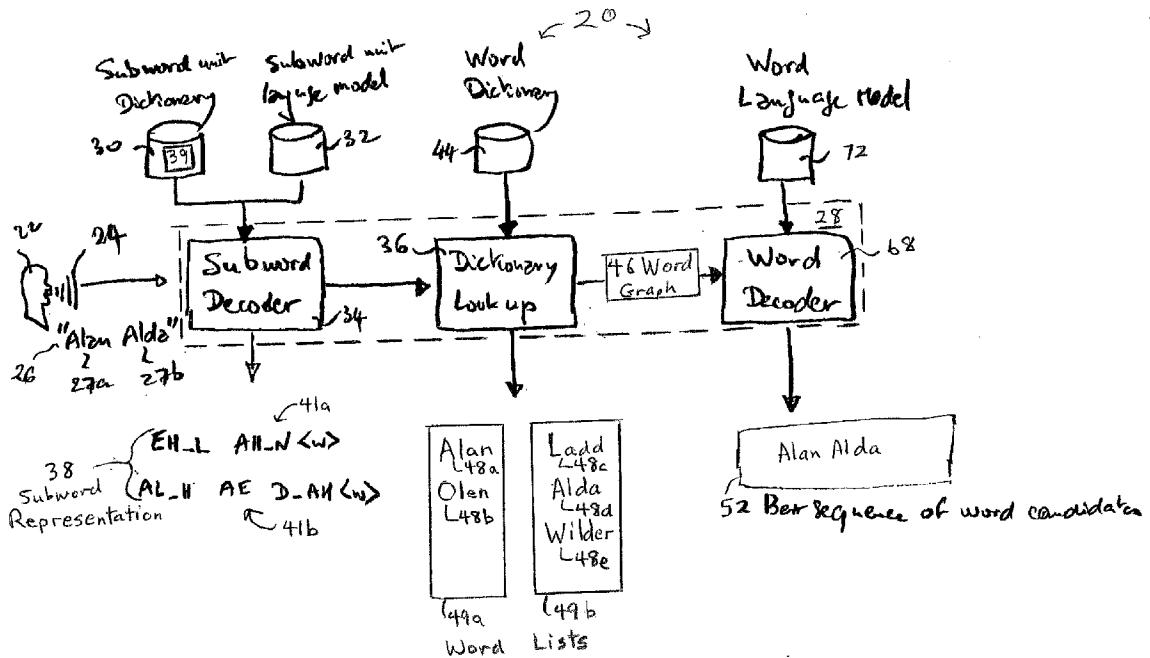 20
Subword unit
Dictionary
Subword unit
language model
Word
Dictionary
Word
Language Model
30
39
32
44
72
28
22
24
36
68
Subword
Decoder
34
Dictionary
Look up
46 Word
Graph
Word
Decoder
"Alan Alda"
26
27a
27b
41a
EH_L AH_N <w>
38
Subword
Representation
AL_H AE D_AH <w>
41b
Alan
48a
Olen
48b
Ladd
48c
Alda
48d
Wilder
48e
Alan Alda
52 Best sequence of word candidates
49a
49b
Word Lists